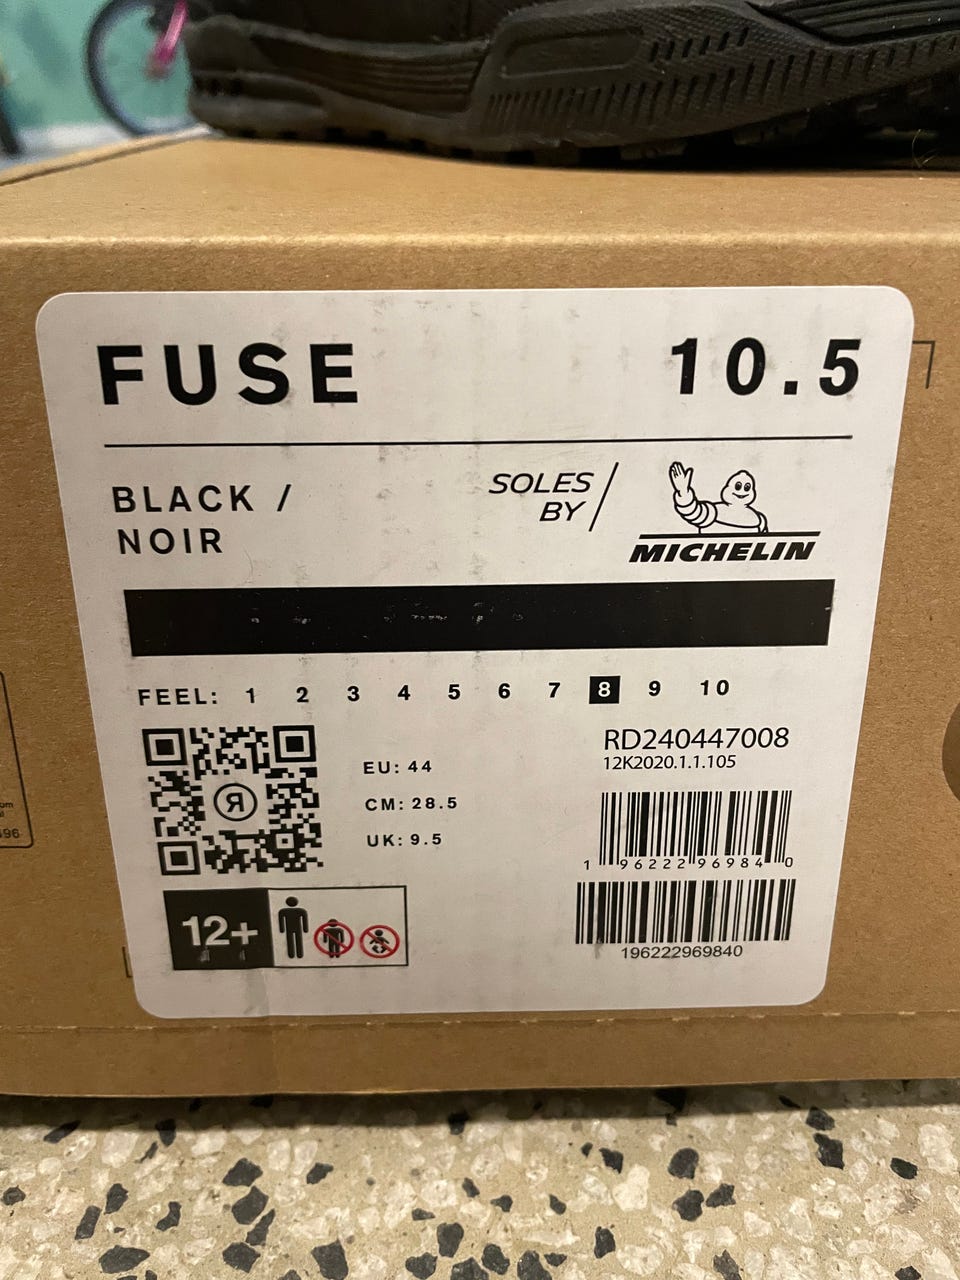 FUSE 10.5
BLACK /
NOIR
SOLES
BY
MICHELIN
FEEL: 1 2 3 4 5 6 7 8 9 10
RD240447008
12K2020.1.1.105
EU: 44
CM: 28.5
UK: 9.5
1 96222 96984 0
12+
196222969840
om
96